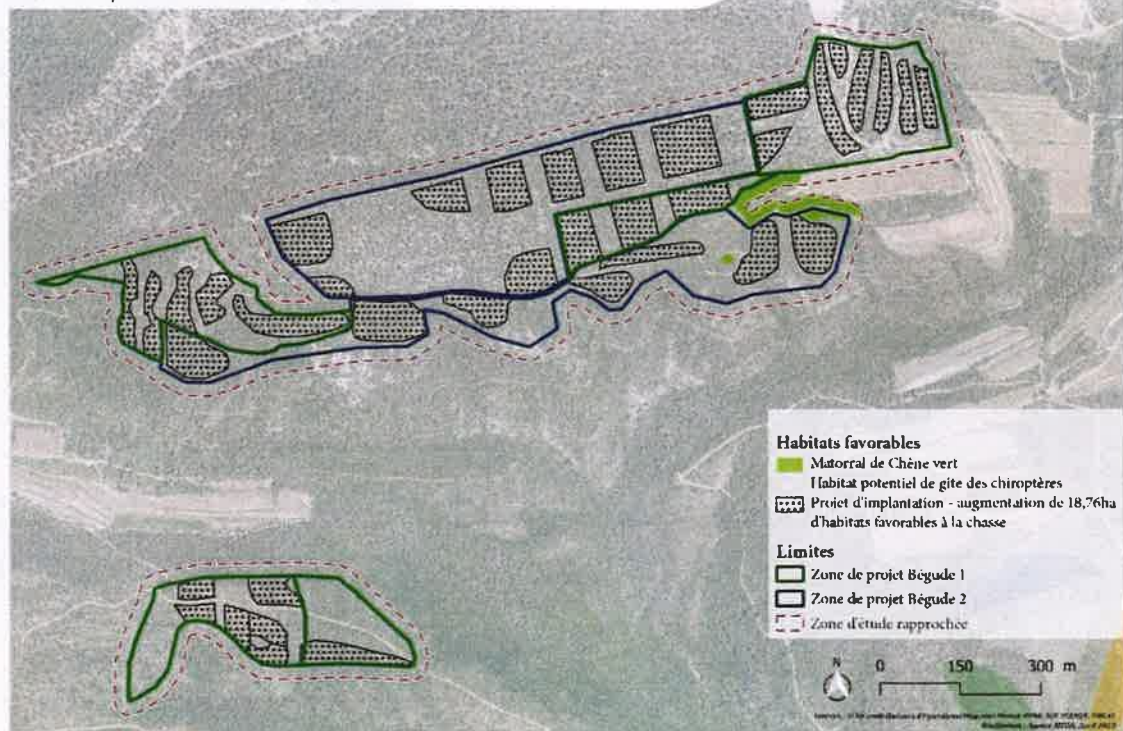 Habitats favorables
Matorral de Chêne vert
Habitat potentiel de gîte des chiroptères
Projet d'implantation - augmentation de 18,76ha
d'habitats favorables à la chasse
Limites
Zone de projet Bégude 1
Zone de projet Bégude 2
Zone d'étude rapprochée
N
0 150 300 m